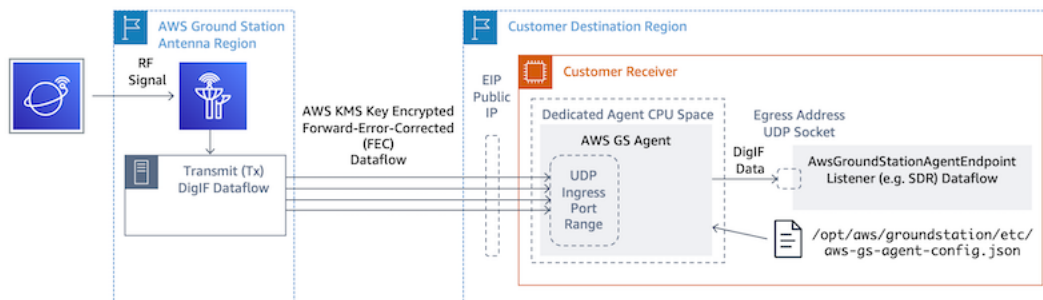 AWS Ground Station
Antenna Region
Customer Destination Region
RF
Signal
EIP
Public
IP
Customer Receiver
AWS KMS Key Encrypted
Forward-Error-Corrected
(FEC)
Dataflow
Dedicated Agent CPU Space
Egress Address
UDP Socket
AWS GS Agent
Transmit (Tx)
DigIF Dataflow
UDP
Ingress
Port
Range
DigIF
Data
AwsGroundStationAgentEndpoint
Listener (e.g. SDR) Dataflow
/opt/aws/groundstation/etc/
aws-gs-agent-config.json